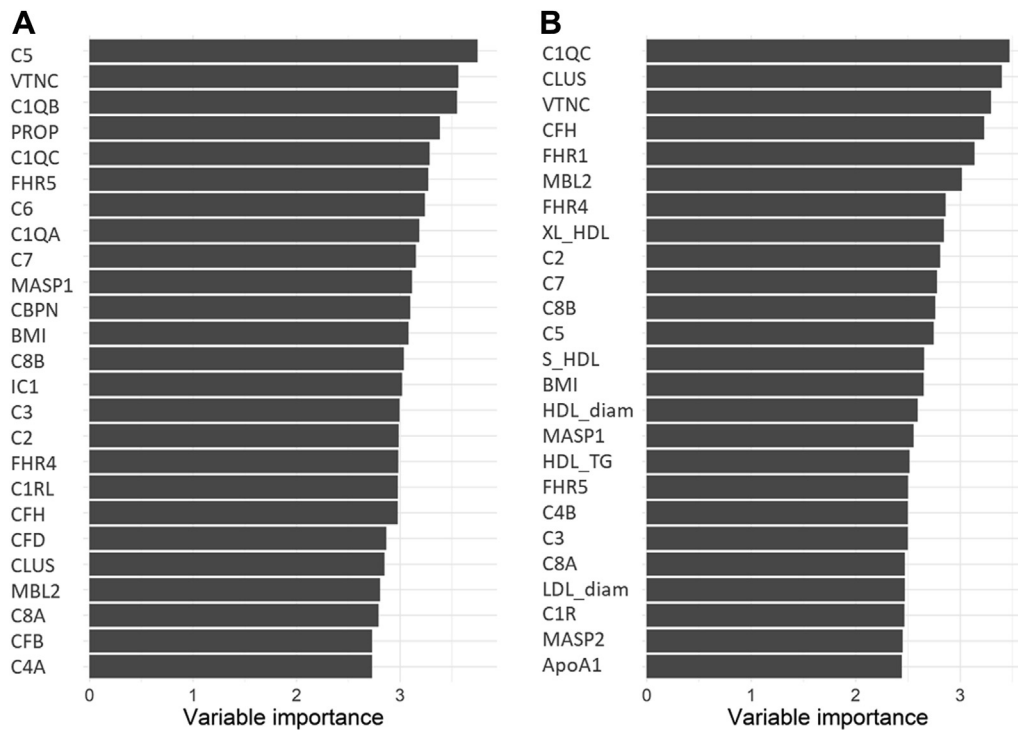 A
C5
VTNC
C1QB
PROP
C1QC
FHR5
C6
C1QA
C7
MASP1
CBPN
BMI
C8B
IC1
C3
C2
FHR4
C1RL
CFH
CFD
CLUS
MBL2
C8A
CFB
C4A
0 1 2 3
Variable importance
B
C1QC
CLUS
VTNC
CFH
FHR1
MBL2
FHR4
XL_HDL
C2
C7
C8B
C5
S_HDL
BMI
HDL_diam
MASP1
HDL_TG
FHR5
C4B
C3
C8A
LDL_diam
C1R
MASP2
ApoA1
0 1 2 3
Variable importance